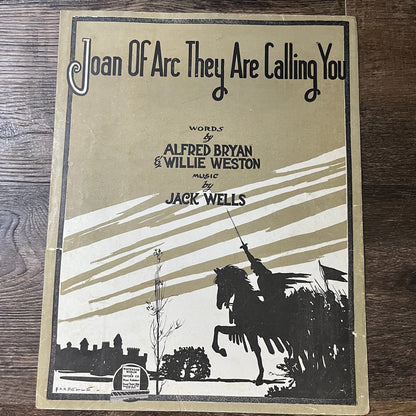 Joan Of Arc They Are Calling You
WORDS
by
ALFRED BRYAN
& WILLIE WESTON
MUSIC
by
JACK WELLS